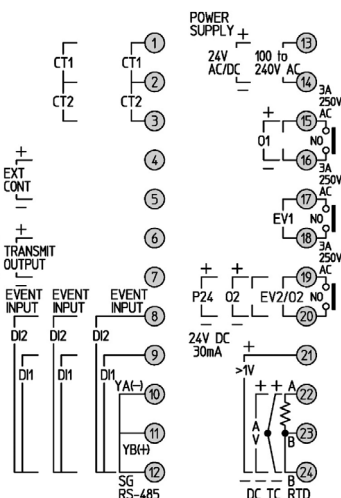 POWER
SUPPLY +
24V
AC/DC
−
100 to
240V AC
CT1 CT1
CT2 CT2
1
2
3
+
EXT
CONT
−
4
5
+
TRANSMIT
OUTPUT
−
6
7
EVENT
INPUT
EVENT
INPUT
EVENT
INPUT
8
DI2 DI2 DI2
DI1 DI1 DI1
9
YA(−)
10
11
YB(+)
12
SG
RS-485
13
14
3A
250V
AC
15
+
O1
−
NO
16
3A
250V
AC
17
EV1 NO
18
3A
250V
AC
19
+ +
P24 O2 EV2/O2 NO
− −
20
24V DC
30mA
21
+
>1V
22
+ + A
A
V
23
B
24
− − − B
DC TC RTD